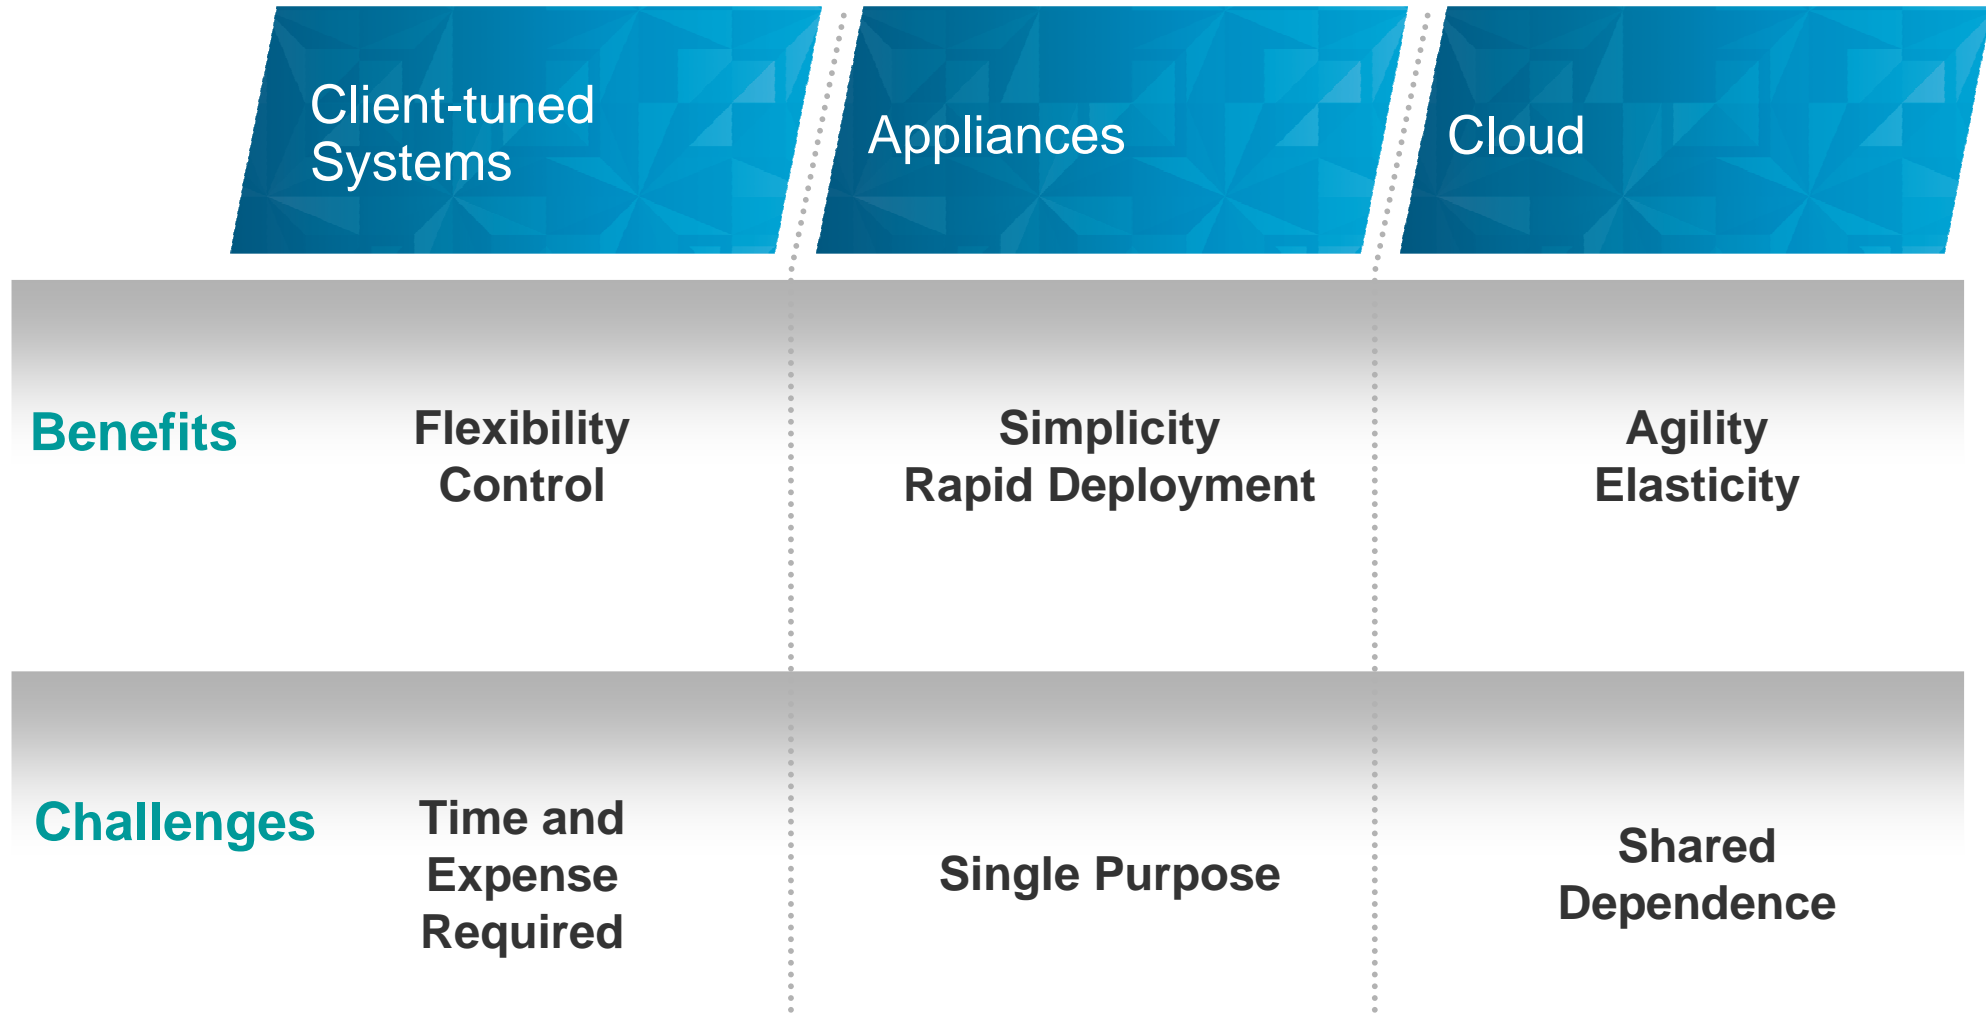 Client-tuned
Systems
Appliances
Cloud
Benefits
Flexibility
Control
Simplicity
Rapid Deployment
Agility
Elasticity
Challenges
Time and
Expense
Required
Single Purpose
Shared
Dependence